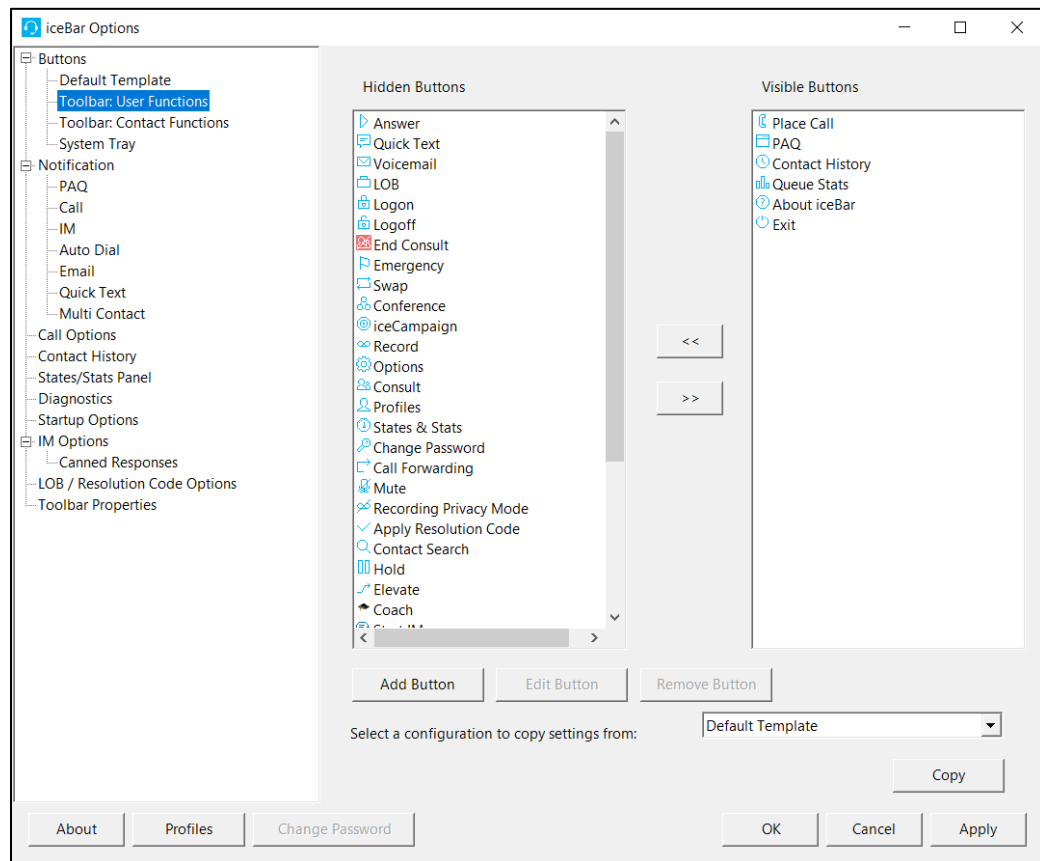 iceBar Options
Buttons
Default Template
Toolbar: User Functions
Toolbar: Contact Functions
System Tray
Notification
PAQ
Call
IM
Auto Dial
Email
Quick Text
Multi Contact
Call Options
Contact History
States/Stats Panel
Diagnostics
Startup Options
IM Options
Canned Responses
LOB / Resolution Code Options
Toolbar Properties
Hidden Buttons
Answer
Quick Text
Voicemail
LOB
Logon
Logoff
End Consult
Emergency
Swap
Conference
iceCampaign
Record
Options
Consult
Profiles
States & Stats
Change Password
Call Forwarding
Mute
Recording Privacy Mode
Apply Resolution Code
Contact Search
Hold
Elevate
Coach
<<
>>
Visible Buttons
Place Call
PAQ
Contact History
Queue Stats
About iceBar
Exit
Add Button
Edit Button
Remove Button
Select a configuration to copy settings from:
Default Template
Copy
About
Profiles
Change Password
OK
Cancel
Apply